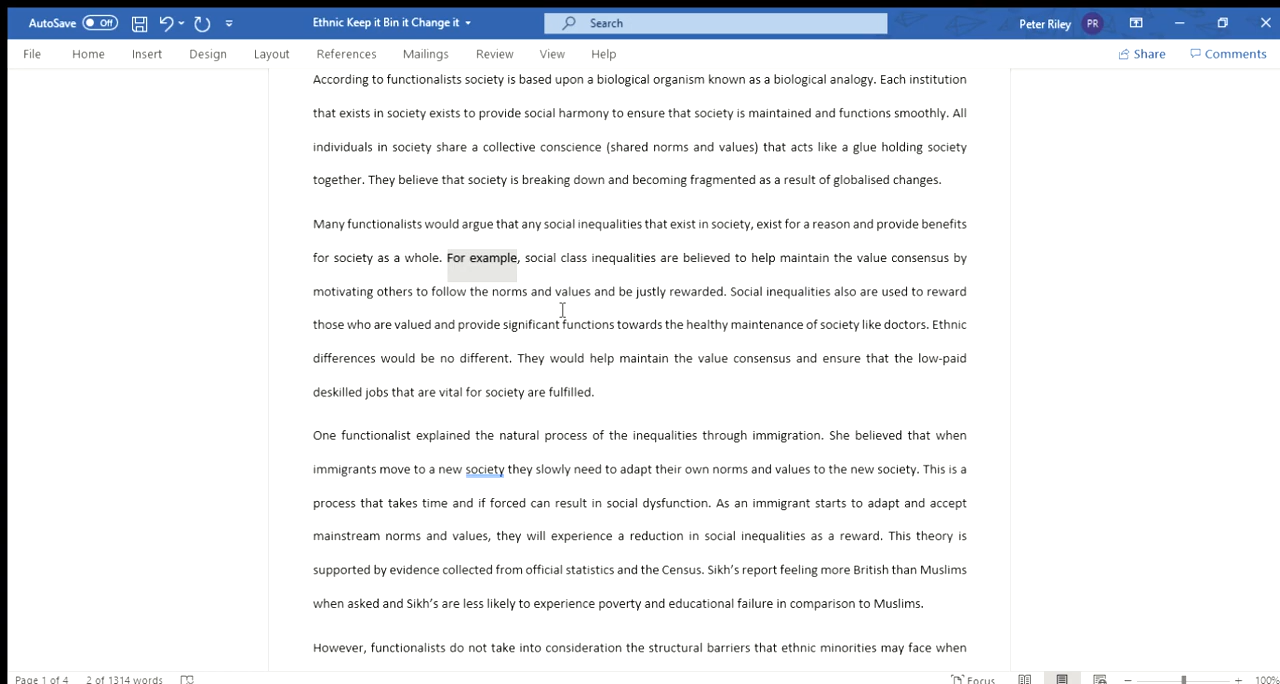 AutoSave Off Ethnic Keep it Bin it Change it Search Peter Riley PR
File Home Insert Design Layout References Mailings Review View Help Share Comments
According to functionalists society is based upon a biological organism known as a biological analogy. Each institution
that exists in society exists to provide social harmony to ensure that society is maintained and functions smoothly. All
individuals in society share a collective conscience (shared norms and values) that acts like a glue holding society
together. They believe that society is breaking down and becoming fragmented as a result of globalised changes.
Many functionalists would argue that any social inequalities that exist in society, exist for a reason and provide benefits
for society as a whole. For example, social class inequalities are believed to help maintain the value consensus by
motivating others to follow the norms and values and be justly rewarded. Social inequalities also are used to reward
those who are valued and provide significant functions towards the healthy maintenance of society like doctors. Ethnic
differences would be no different. They would help maintain the value consensus and ensure that the low-paid
deskilled jobs that are vital for society are fulfilled.
One functionalist explained the natural process of the inequalities through immigration. She believed that when
immigrants move to a new society they slowly need to adapt their own norms and values to the new society. This is a
process that takes time and if forced can result in social dysfunction. As an immigrant starts to adapt and accept
mainstream norms and values, they will experience a reduction in social inequalities as a reward. This theory is
supported by evidence collected from official statistics and the Census. Sikh's report feeling more British than Muslims
when asked and Sikh's are less likely to experience poverty and educational failure in comparison to Muslims.
However, functionalists do not take into consideration the structural barriers that ethnic minorities may face when
Page 1 of 4 2 of 1314 words Focus 100%